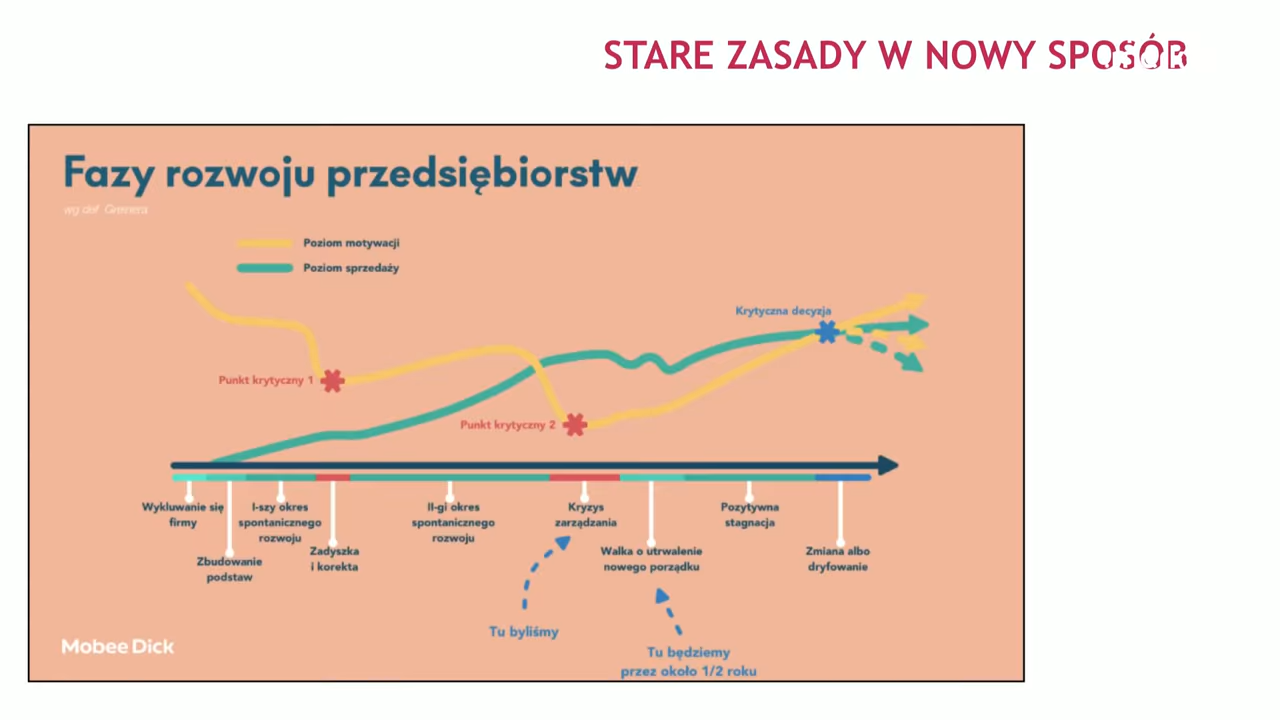 STARE ZASADY W NOWY SPOSÓB
Fazy rozwoju przedsiębiorstw
wg def. Greinera
Poziom motywacji
Poziom sprzedaży
Krytyczna decyzja
Punkt krytyczny 1
Punkt krytyczny 2
Wykluwanie się
firmy
I-szy okres
spontanicznego
rozwoju
II-gi okres
spontanicznego
rozwoju
Kryzys
zarządzania
Pozytywna
stagnacja
Zbudowanie
podstaw
Zadyszka
i korekta
Walka o utrwalenie
nowego porządku
Zmiana albo
dryfowanie
Tu byliśmy
Tu będziemy
przez około 1/2 roku
Mobee Dick